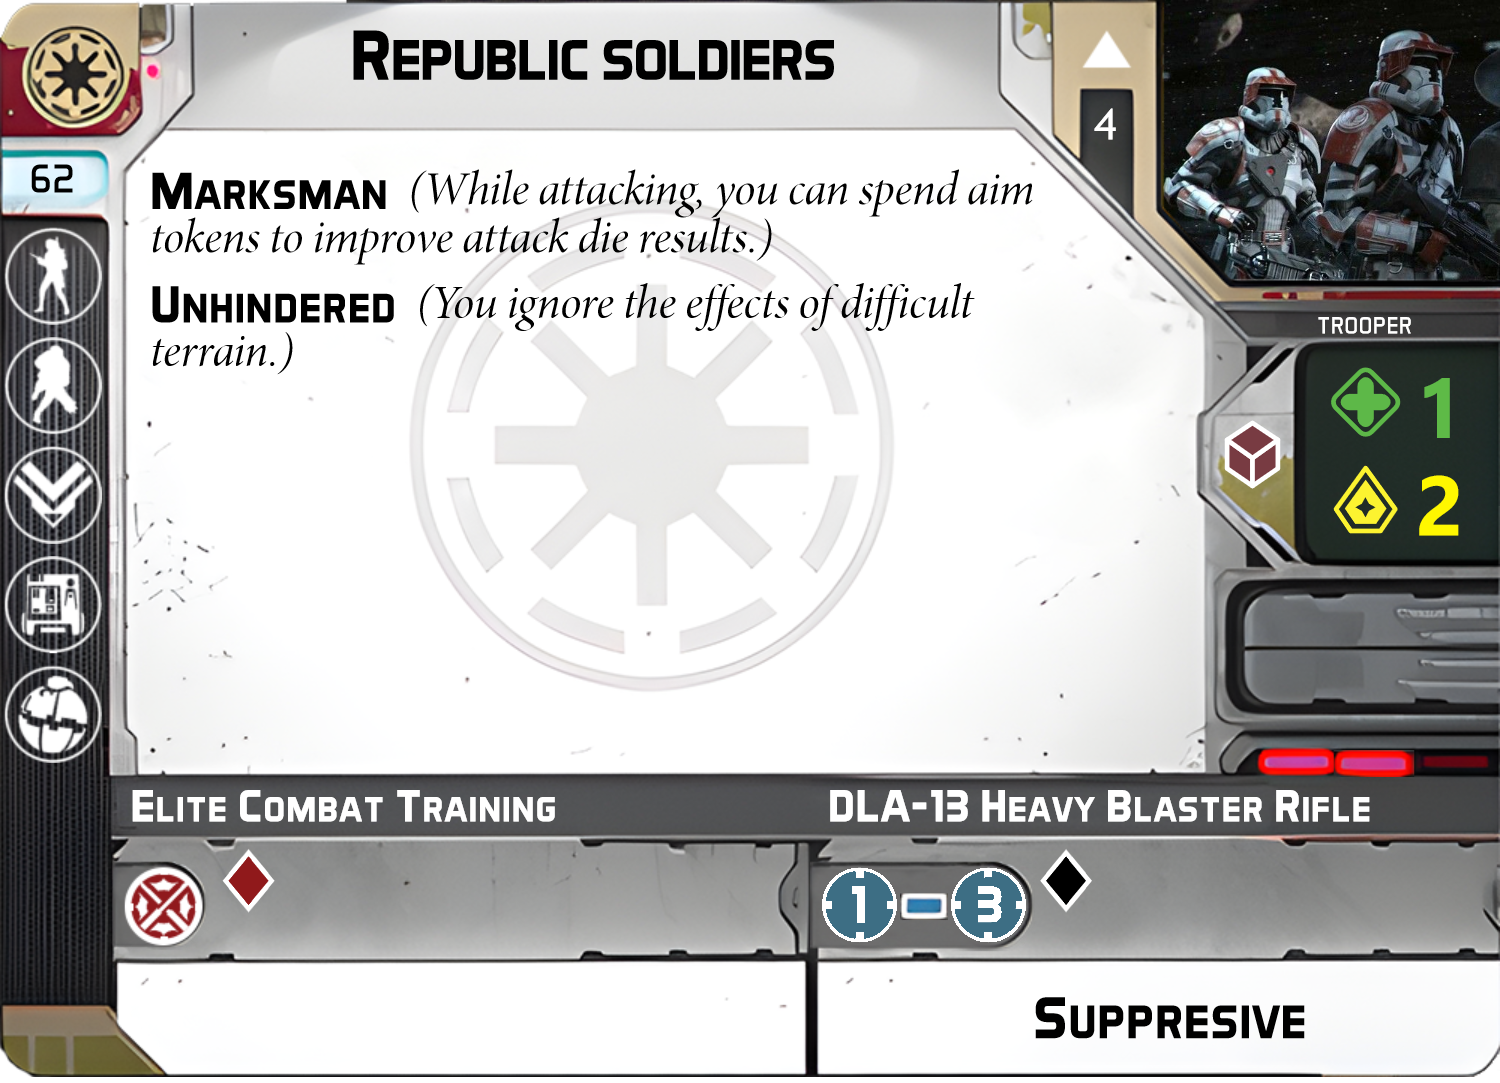 REPUBLIC SOLDIERS
4
62
MARKSMAN (While attacking, you can spend aim
tokens to improve attack die results.)
UNHINDERED (You ignore the effects of difficult
terrain.)
TROOPER
1
2
ELITE COMBAT TRAINING
DLA-13 HEAVY BLASTER RIFLE
1 - 3
SUPPRESIVE